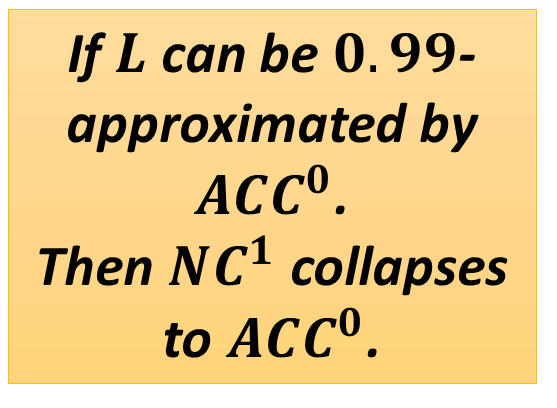 If L can be 0.99-
approximated by
ACC⁰.
Then NC¹ collapses
to ACC⁰.